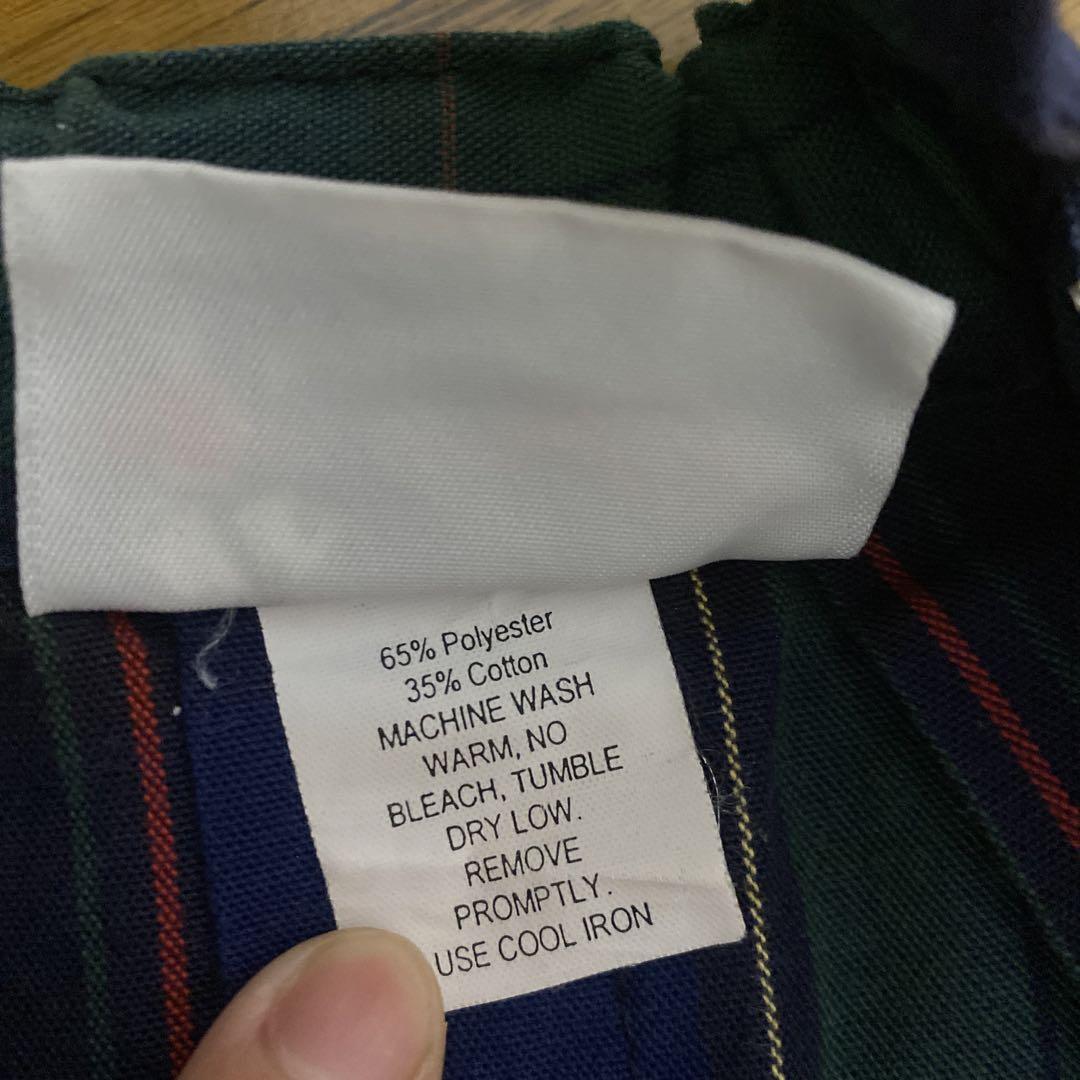 65% Polyester
35% Cotton
MACHINE WASH
WARM, NO
BLEACH, TUMBLE
DRY LOW.
REMOVE
PROMPTLY.
USE COOL IRON